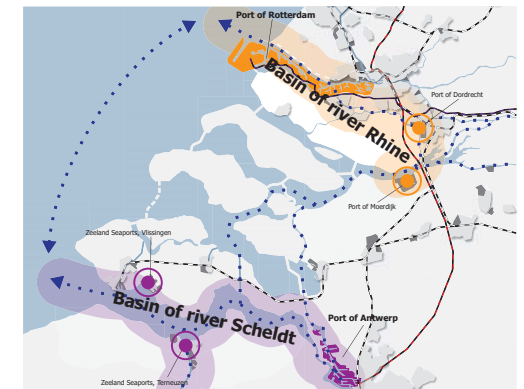 Port of Rotterdam
Basin of river Rhine
Port of Dordrecht
Port of Moerdijk
Zeeland Seaports, Vlissingen
Basin of river Scheldt
Port of Antwerp
Zeeland Seaports, Terneuzen